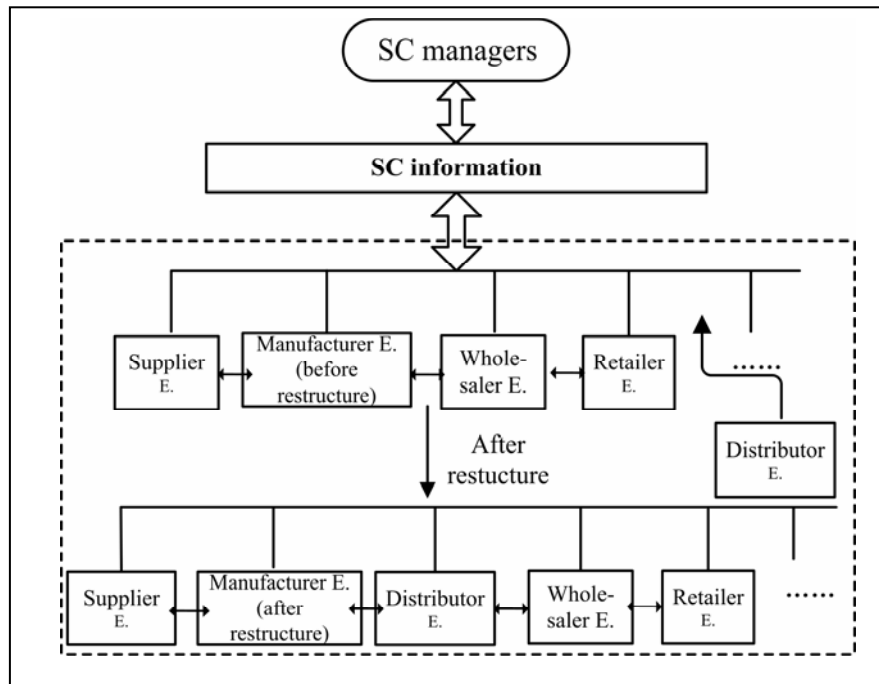 SC managers
SC information
Supplier
E.
Manufacturer E.
(before
restructure)
Whole-
saler E.
Retailer
E.
......
Distributor
E.
After
restucture
Supplier
E.
Manufacturer E.
(after
restructure)
Distributor
E.
Whole-
saler E.
Retailer
E.
......